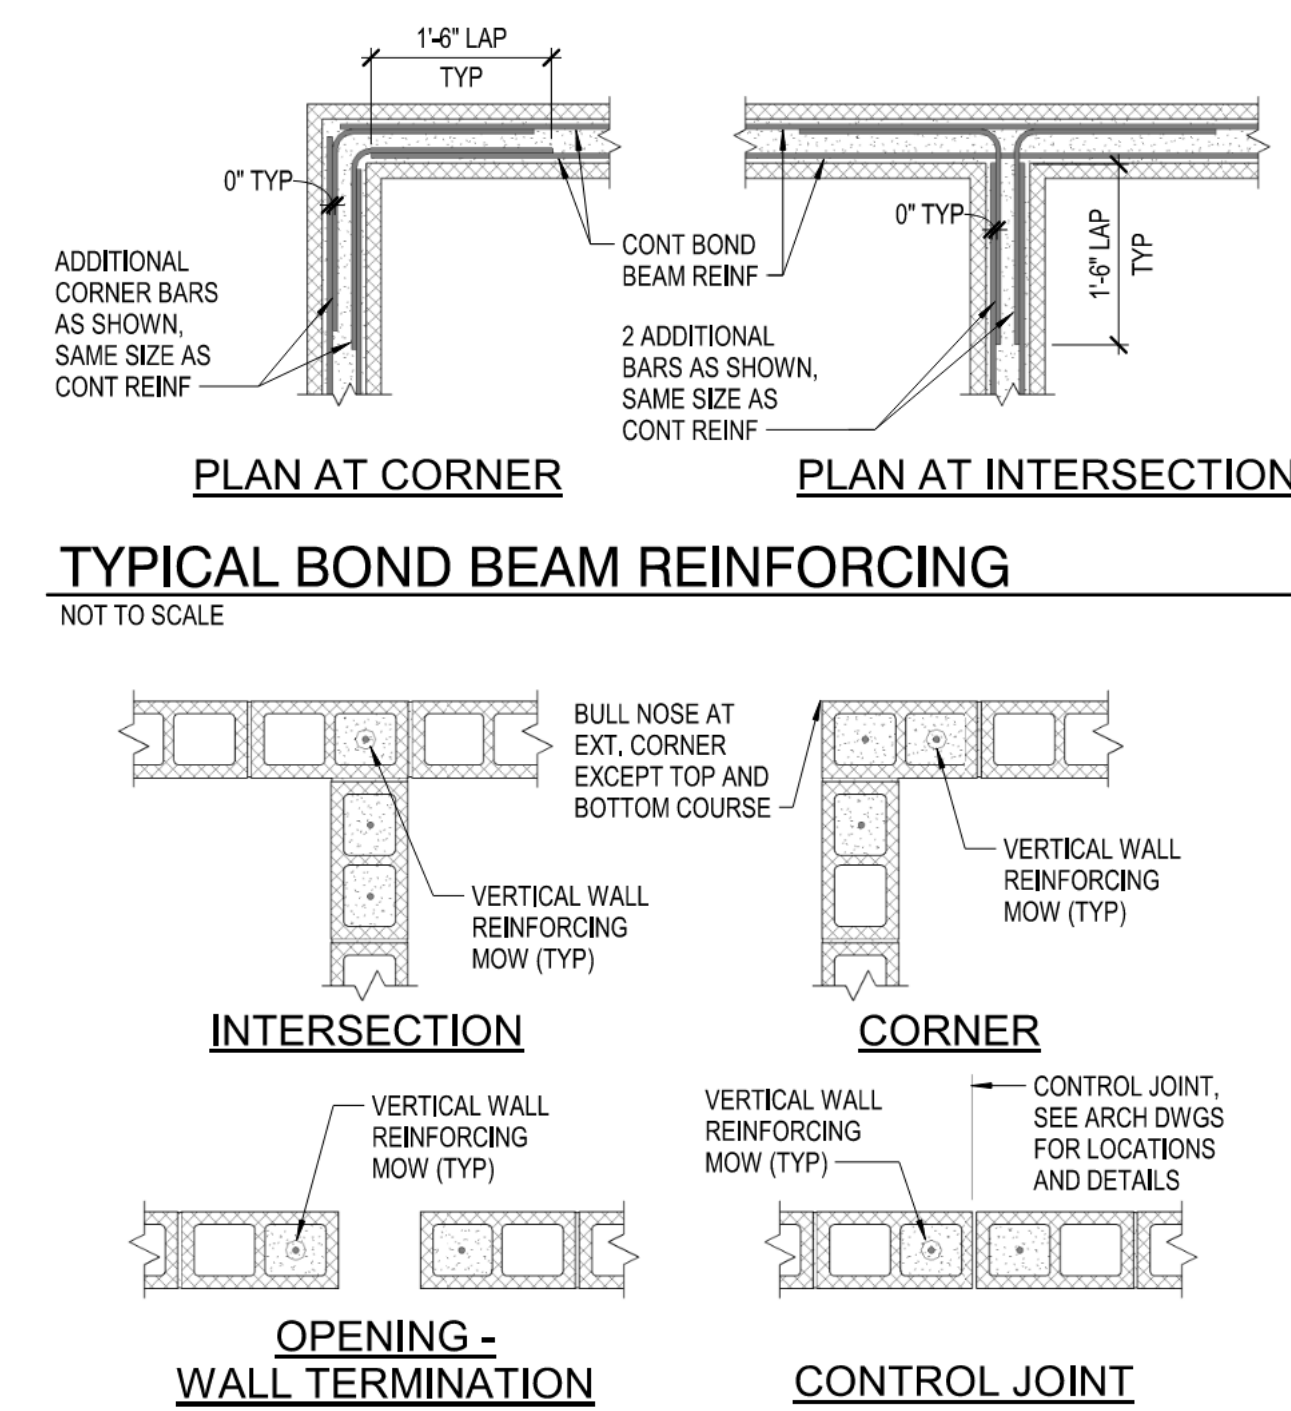 1'-6" LAP
TYP
0" TYP
ADDITIONAL
CORNER BARS
AS SHOWN,
SAME SIZE AS
CONT REINF
CONT BOND
BEAM REINF
2 ADDITIONAL
BARS AS SHOWN,
SAME SIZE AS
CONT REINF
0" TYP
1'-6" LAP
TYP
PLAN AT CORNER
PLAN AT INTERSECTION
TYPICAL BOND BEAM REINFORCING
NOT TO SCALE
BULL NOSE AT
EXT. CORNER
EXCEPT TOP AND
BOTTOM COURSE
VERTICAL WALL
REINFORCING
MOW (TYP)
VERTICAL WALL
REINFORCING
MOW (TYP)
INTERSECTION
CORNER
VERTICAL WALL
REINFORCING
MOW (TYP)
VERTICAL WALL
REINFORCING
MOW (TYP)
CONTROL JOINT,
SEE ARCH DWGS
FOR LOCATIONS
AND DETAILS
OPENING -
WALL TERMINATION
CONTROL JOINT